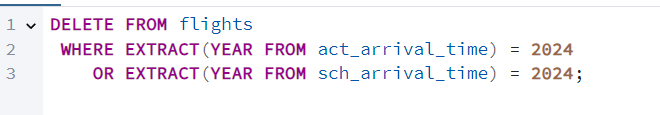 1 DELETE FROM flights
2 WHERE EXTRACT(YEAR FROM act_arrival_time) = 2024
3 OR EXTRACT(YEAR FROM sch_arrival_time) = 2024;